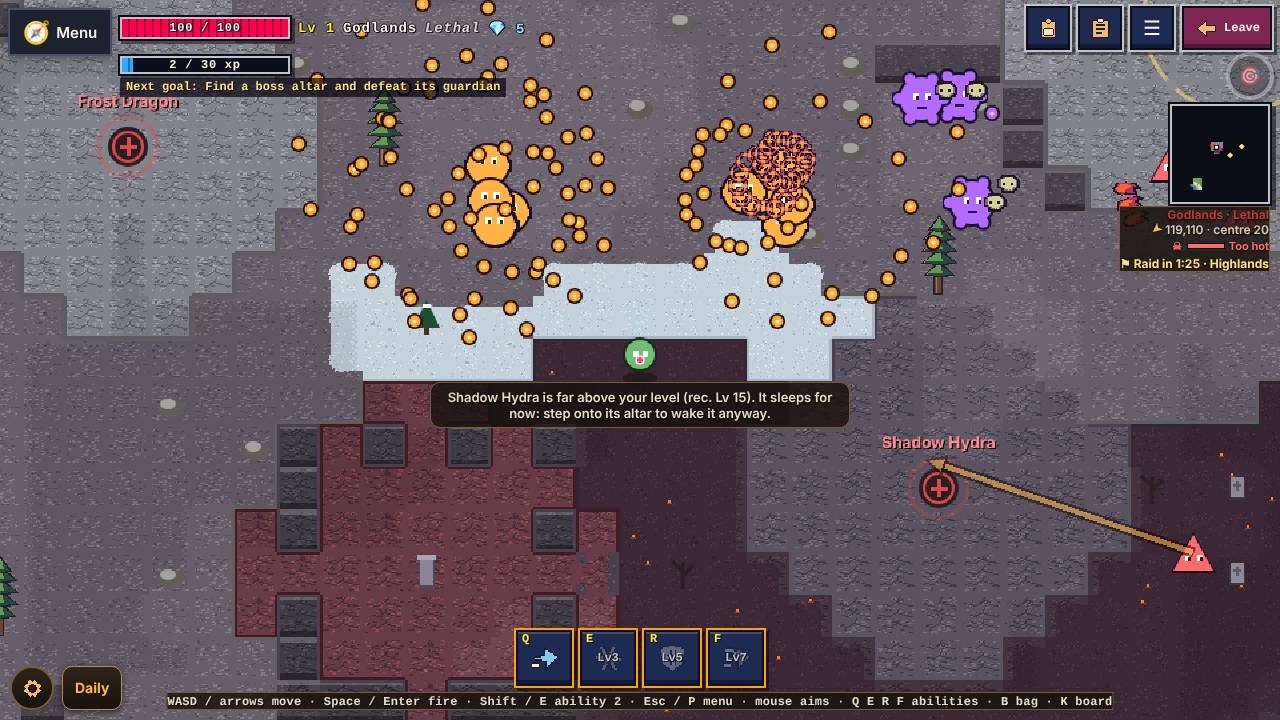 Menu
100 / 100
Lv 1 Godlands Lethal 5
2 / 30 xp
Next goal: Find a boss altar and defeat its guardian
Leave
Frost Dragon
Godlands · Lethal
119,110 · centre 20
Too hot
Raid in 1:25 · Highlands
Shadow Hydra is far above your level (rec. Lv 15). It sleeps for
now: step onto its altar to wake it anyway.
Shadow Hydra
Q
E
Lv3
R
Lv5
F
Lv7
Daily
WASD / arrows move · Space / Enter fire · Shift / E ability 2 · Esc / P menu · mouse aims · Q E R F abilities · B bag · K board